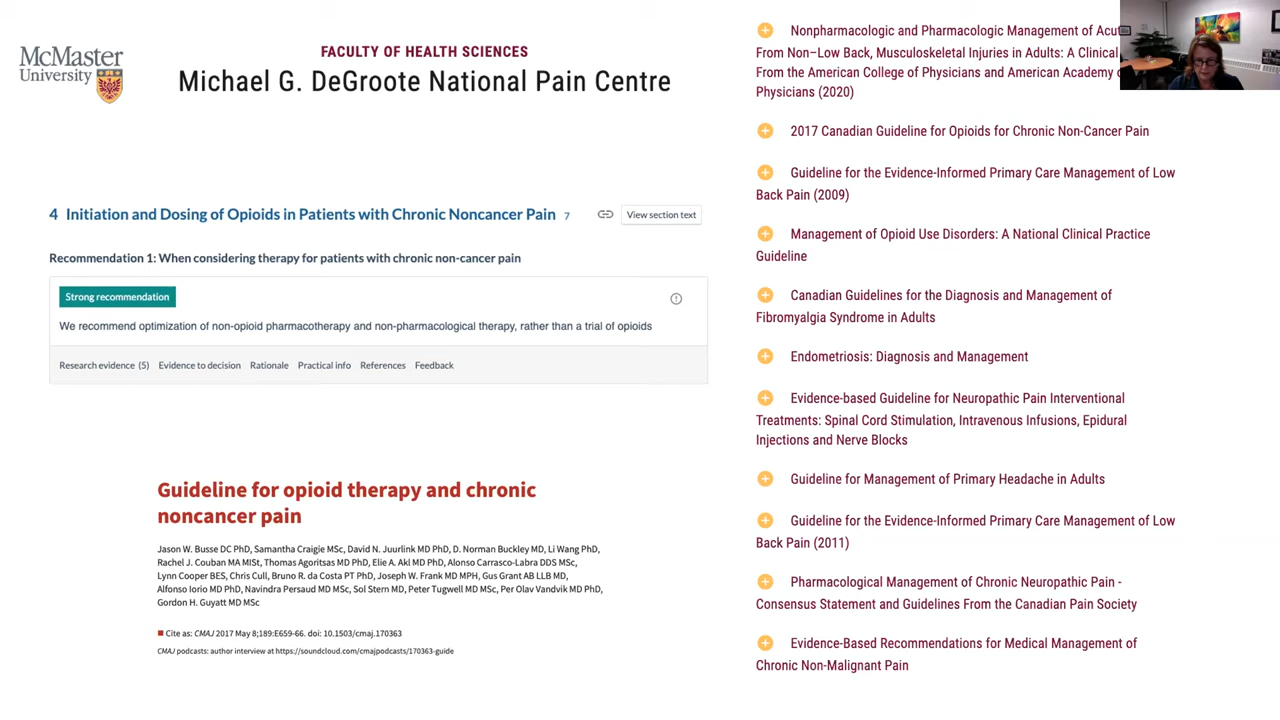 McMaster
University
FACULTY OF HEALTH SCIENCES
Michael G. DeGroote National Pain Centre
4 Initiation and Dosing of Opioids in Patients with Chronic Noncancer Pain 7
View section text
Recommendation 1: When considering therapy for patients with chronic non-cancer pain
Strong recommendation
We recommend optimization of non-opioid pharmacotherapy and non-pharmacological therapy, rather than a trial of opioids
Research evidence (5) Evidence to decision Rationale Practical info References Feedback
Guideline for opioid therapy and chronic
noncancer pain
Jason W. Busse DC PhD, Samantha Craigie MSc, David N. Juurlink MD PhD, D. Norman Buckley MD, Li Wang PhD,
Rachel J. Couban MA MISt, Thomas Agoritsas MD PhD, Elie A. Akl MD PhD, Alonso Carrasco-Labra DDS MSc,
Lynn Cooper BES, Chris Cull, Bruno R. da Costa PT PhD, Joseph W. Frank MD MPH, Gus Grant AB LLB MD,
Alfonso Iorio MD PhD, Navindra Persaud MD MSc, Sol Stern MD, Peter Tugwell MD MSc, Per Olav Vandvik MD PhD,
Gordon H. Guyatt MD MSc
Cite as: CMAJ 2017 May 8;189:E659-66. doi: 10.1503/cmaj.170363
CMAJ podcasts: author interview at https://soundcloud.com/cmajpodcasts/170363-guide
Nonpharmacologic and Pharmacologic Management of
From Non–Low Back, Musculoskeletal Injuries in Adults: A Clinical
From the American College of Physicians and American Academy
Physicians (2020)
2017 Canadian Guideline for Opioids for Chronic Non-Cancer Pain
Guideline for the Evidence-Informed Primary Care Management of Low
Back Pain (2009)
Management of Opioid Use Disorders: A National Clinical Practice
Guideline
Canadian Guidelines for the Diagnosis and Management of
Fibromyalgia Syndrome in Adults
Endometriosis: Diagnosis and Management
Evidence-based Guideline for Neuropathic Pain Interventional
Treatments: Spinal Cord Stimulation, Intravenous Infusions, Epidural
Injections and Nerve Blocks
Guideline for Management of Primary Headache in Adults
Guideline for the Evidence-Informed Primary Care Management of Low
Back Pain (2011)
Pharmacological Management of Chronic Neuropathic Pain -
Consensus Statement and Guidelines From the Canadian Pain Society
Evidence-Based Recommendations for Medical Management of
Chronic Non-Malignant Pain